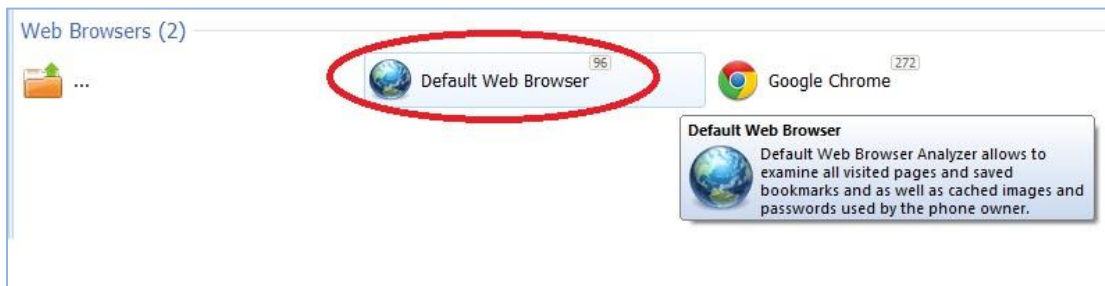 Web Browsers (2)
...
Default Web Browser 96
Google Chrome 272
Default Web Browser
Default Web Browser Analyzer allows to
examine all visited pages and saved
bookmarks and as well as cached images and
passwords used by the phone owner.